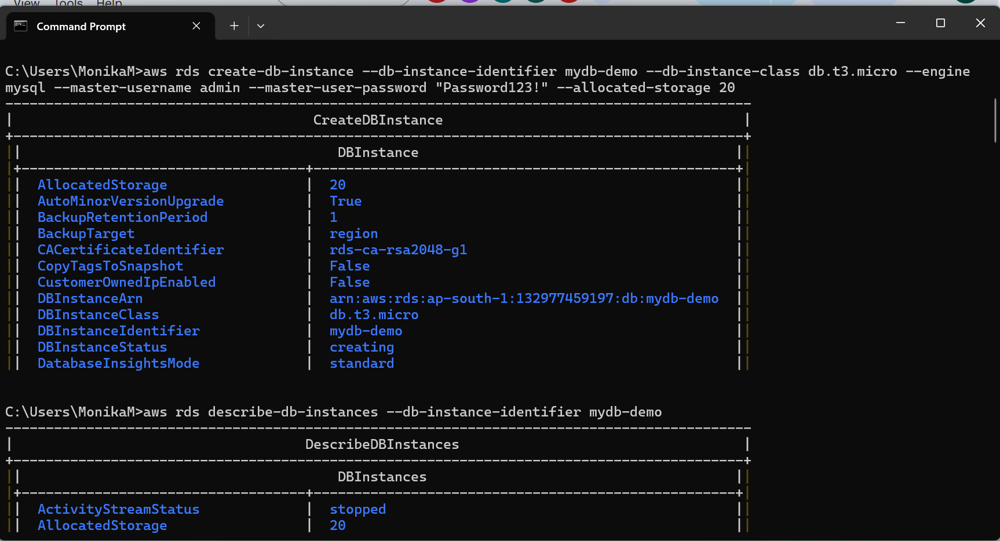 View Tools Help
Command Prompt
C:\Users\MonikaM>aws rds create-db-instance --db-instance-identifier mydb-demo --db-instance-class db.t3.micro --engine
mysql --master-username admin --master-user-password "Password123!" --allocated-storage 20
CreateDBInstance
DBInstance
AllocatedStorage 20
AutoMinorVersionUpgrade True
BackupRetentionPeriod 1
BackupTarget region
CACertificateIdentifier rds-ca-rsa2048-g1
CopyTagsToSnapshot False
CustomerOwnedIpEnabled False
DBInstanceArn arn:aws:rds:ap-south-1:132977459197:db:mydb-demo
DBInstanceClass db.t3.micro
DBInstanceIdentifier mydb-demo
DBInstanceStatus creating
DatabaseInsightsMode standard
C:\Users\MonikaM>aws rds describe-db-instances --db-instance-identifier mydb-demo
DescribeDBInstances
DBInstances
ActivityStreamStatus stopped
AllocatedStorage 20